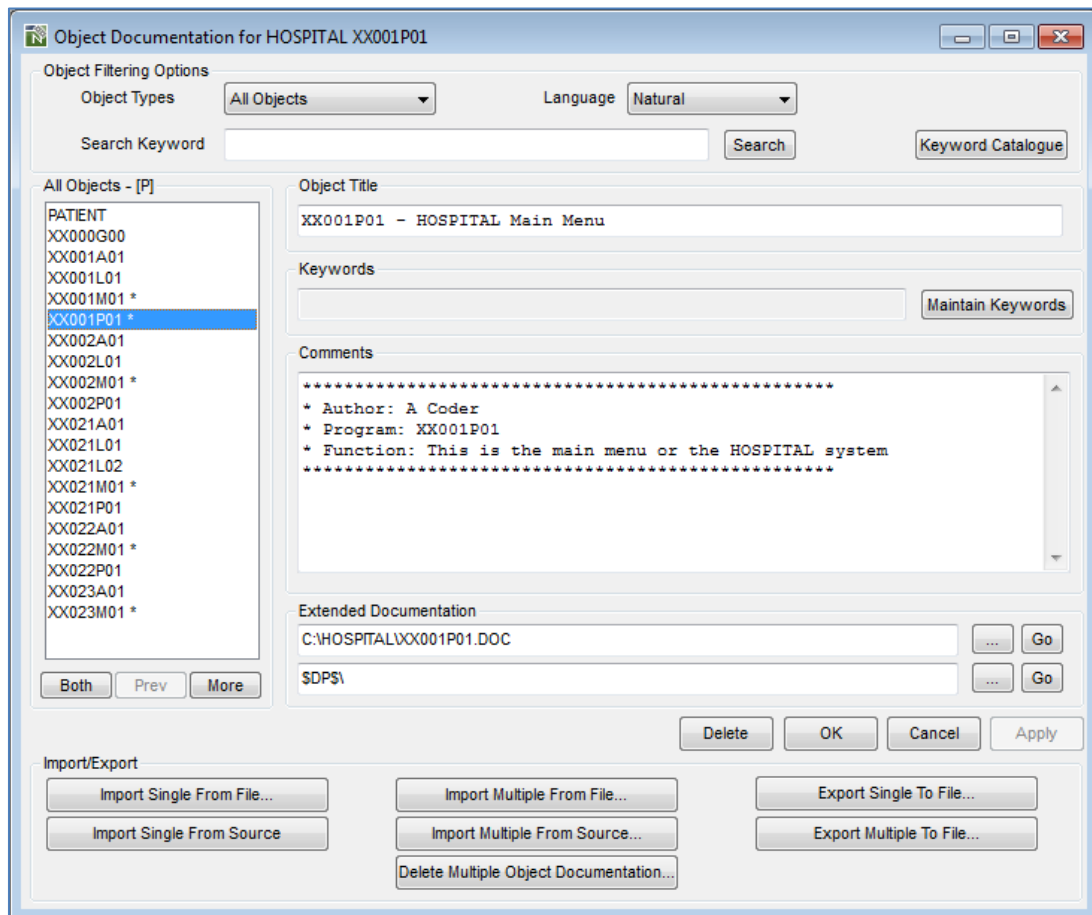 Object Documentation for HOSPITAL XX001P01
Object Filtering Options
Object Types All Objects Language Natural
Search Keyword Search Keyword Catalogue
All Objects - [P]
PATIENT
XX000G00
XX001A01
XX001L01
XX001M01 *
XX001P01 *
XX002A01
XX002L01
XX002M01 *
XX002P01
XX021A01
XX021L01
XX021L02
XX021M01 *
XX021P01
XX022A01
XX022M01 *
XX022P01
XX023A01
XX023M01 *
Both Prev More
Object Title
XX001P01 - HOSPITAL Main Menu
Keywords
Maintain Keywords
Comments
***************************************************
* Author: A Coder
* Program: XX001P01
* Function: This is the main menu or the HOSPITAL system
***************************************************
Extended Documentation
C:\HOSPITAL\XX001P01.DOC ... Go
$DP$\ ... Go
Delete OK Cancel Apply
Import/Export
Import Single From File... Import Multiple From File... Export Single To File...
Import Single From Source Import Multiple From Source... Export Multiple To File...
Delete Multiple Object Documentation...